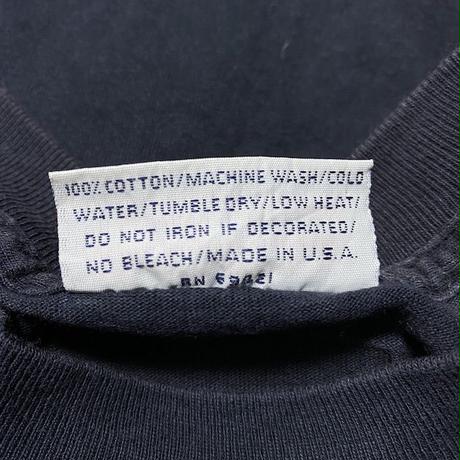 100% COTTON/MACHINE WASH/COLD
WATER/TUMBLE DRY/LOW HEAT/
DO NOT IRON IF DECORATED/
NO BLEACH/MADE IN U.S.A.
RN